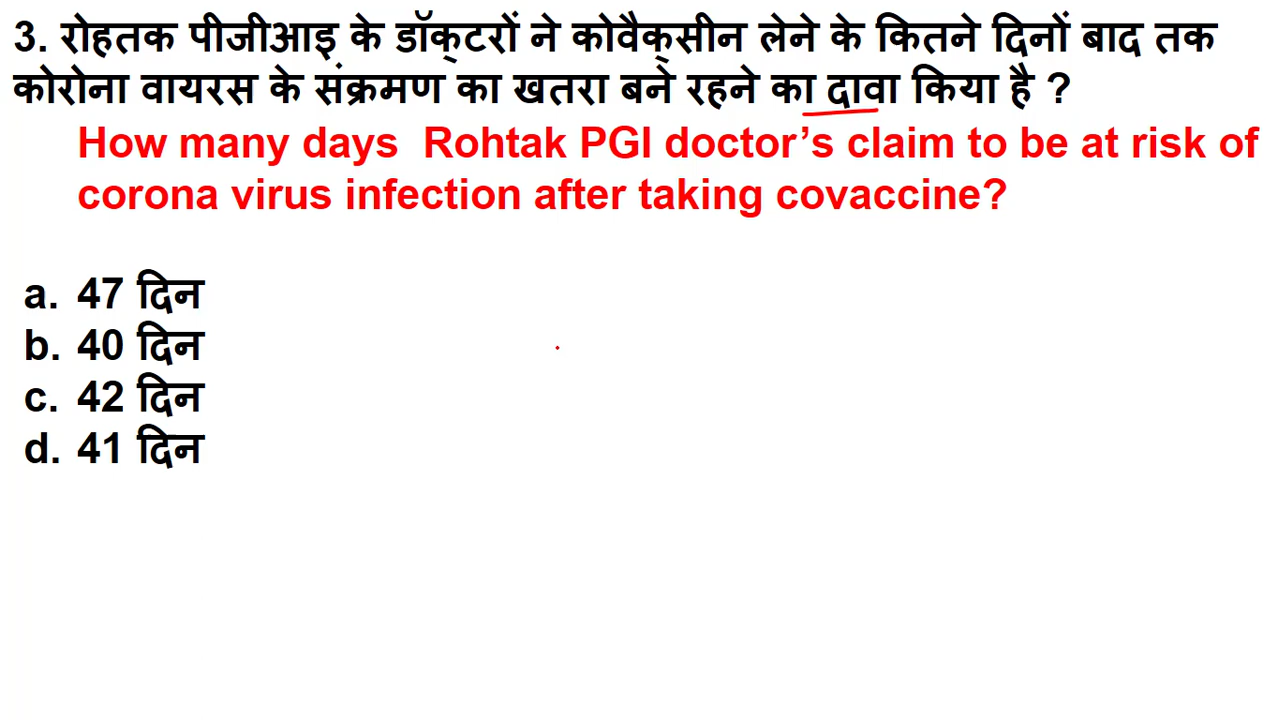 3. रोहतक पीजीआइ के डॉक्टरों ने कोवैक्सीन लेने के कितने दिनों बाद तक
कोरोना वायरस के संक्रमण का खतरा बने रहने का दावा किया है ?
How many days Rohtak PGI doctor’s claim to be at risk of
corona virus infection after taking covaccine?
a. 47 दिन
b. 40 दिन
c. 42 दिन
d. 41 दिन